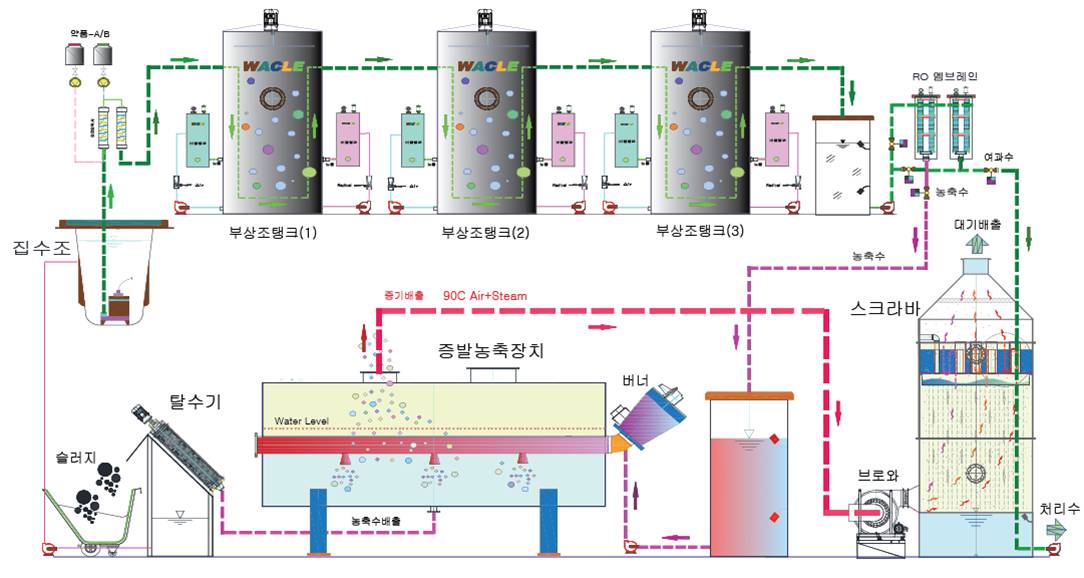 약품-A/B
WACLE
WACLE
WACLE
RO 멤브레인
여과수
농축수
집수조
부상조탱크(1)
부상조탱크(2)
부상조탱크(3)
대기배출
농축수
증기배출 90C Air+Steam
스크라바
증발농축장치
버너
탈수기
Water Level
슬러지
브로와
처리수
농축수배출